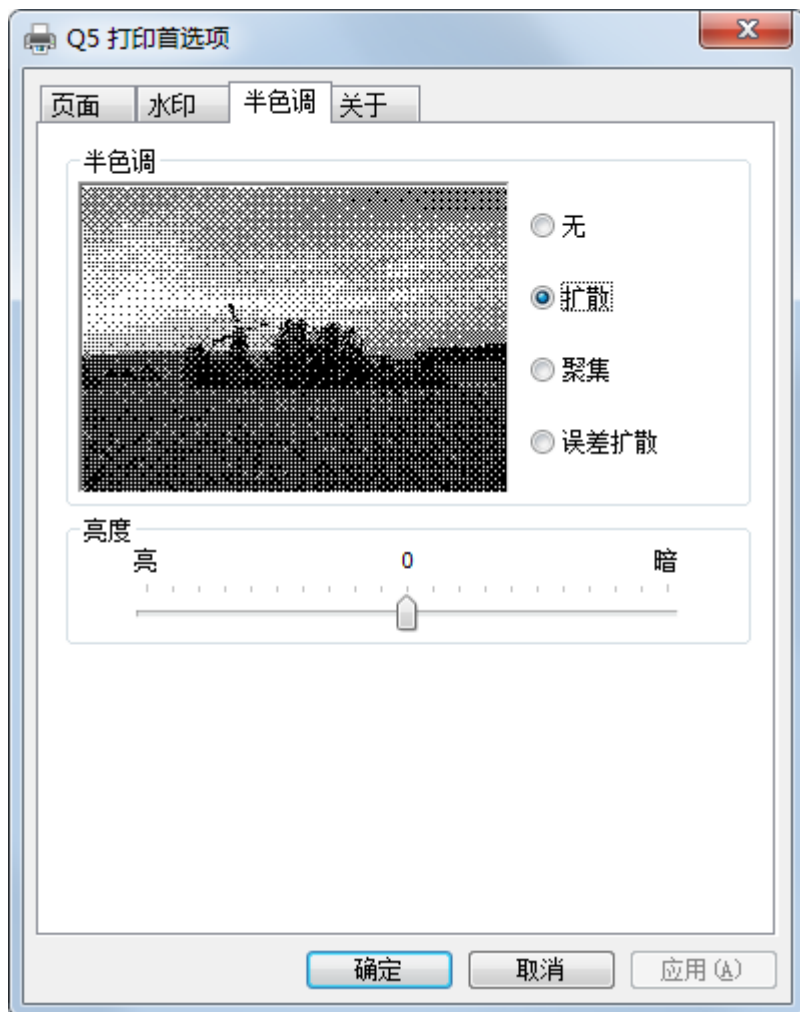 Q5 打印首选项
页面 水印 半色调 关于
半色调
无
扩散
聚集
误差扩散
亮度
亮 0 暗
确定 取消 应用(A)